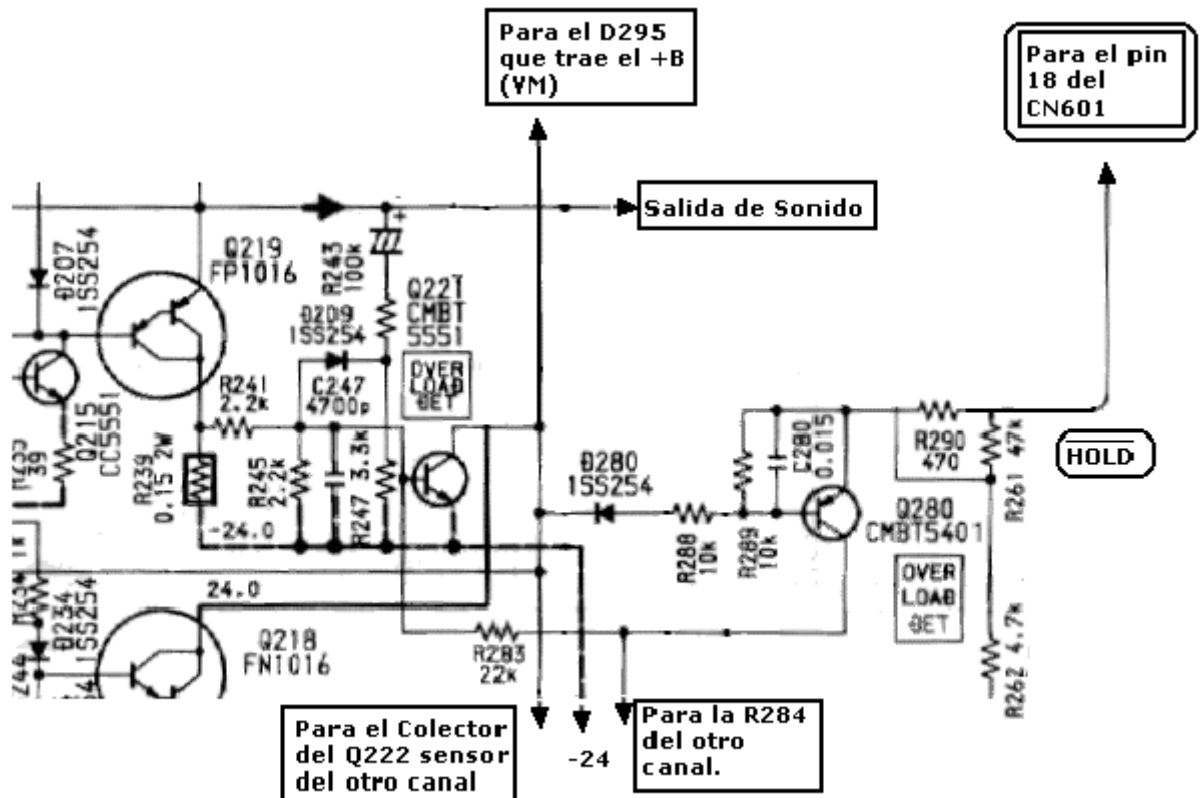 Para el D295
que trae el +B
(VM)
Para el pin
18 del
CN601
Salida de Sonido
HOLD
+
D207
1SS254
Q219
FP1016
R243
100k
D209
1SS254
Q221
CMBT
5551
OVER
LOAD
DET
R241
2.2k
C247
4700p
Q215
CC5551
39
R239
0.15 2W
R245
2.2k
R247 3.3k
-24.0
24.0
D234
1SS254
Q218
FN1016
D280
1SS254
R288
10k
R289
10k
C280
0.015
R290
470
R261 47k
Q280
CMBT5401
OVER
LOAD
DET
R262 4.7k
R283
22k
Para el Colector
del Q222 sensor
del otro canal
-24
Para la R284
del otro
canal.